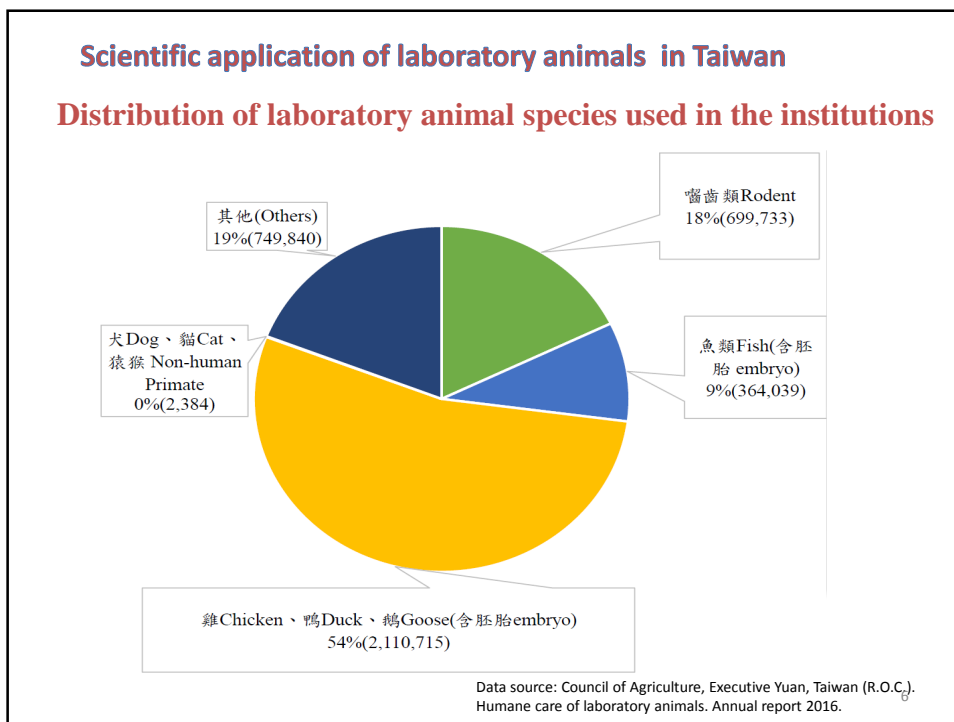 Scientific application of laboratory animals in Taiwan
Distribution of laboratory animal species used in the institutions
嚙齒類Rodent
18%(699,733)
其他(Others)
19%(749,840)
犬Dog、貓Cat、
猿猴 Non-human
Primate
0%(2,384)
魚類Fish(含胚
胎 embryo)
9%(364,039)
雞Chicken、鴨Duck、鵝Goose(含胚胎embryo)
54%(2,110,715)
Data source: Council of Agriculture, Executive Yuan, Taiwan (R.O.C.).
Humane care of laboratory animals. Annual report 2016.
6